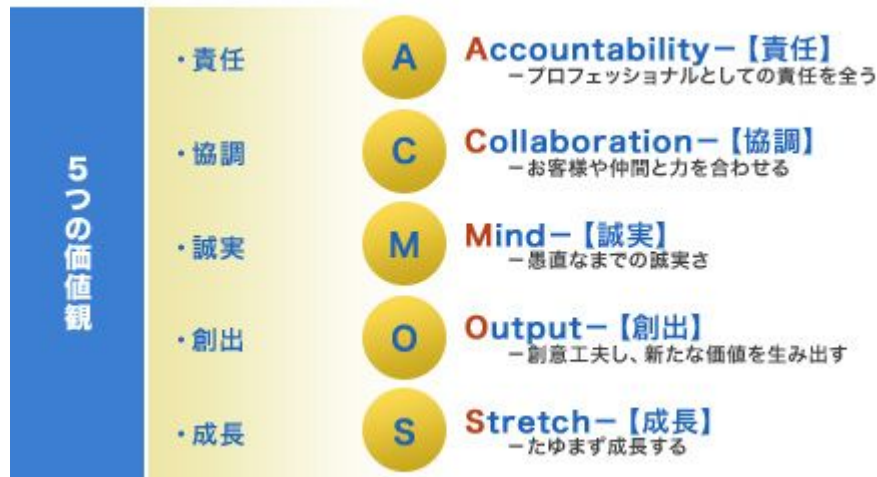 5つの価値観
・責任
A
Accountability－【責任】
－プロフェッショナルとしての責任を全う
・協調
C
Collaboration－【協調】
－お客様や仲間と力を合わせる
・誠実
M
Mind－【誠実】
－愚直なまでの誠実さ
・創出
O
Output－【創出】
－創意工夫し、新たな価値を生み出す
・成長
S
Stretch－【成長】
－たゆまず成長する